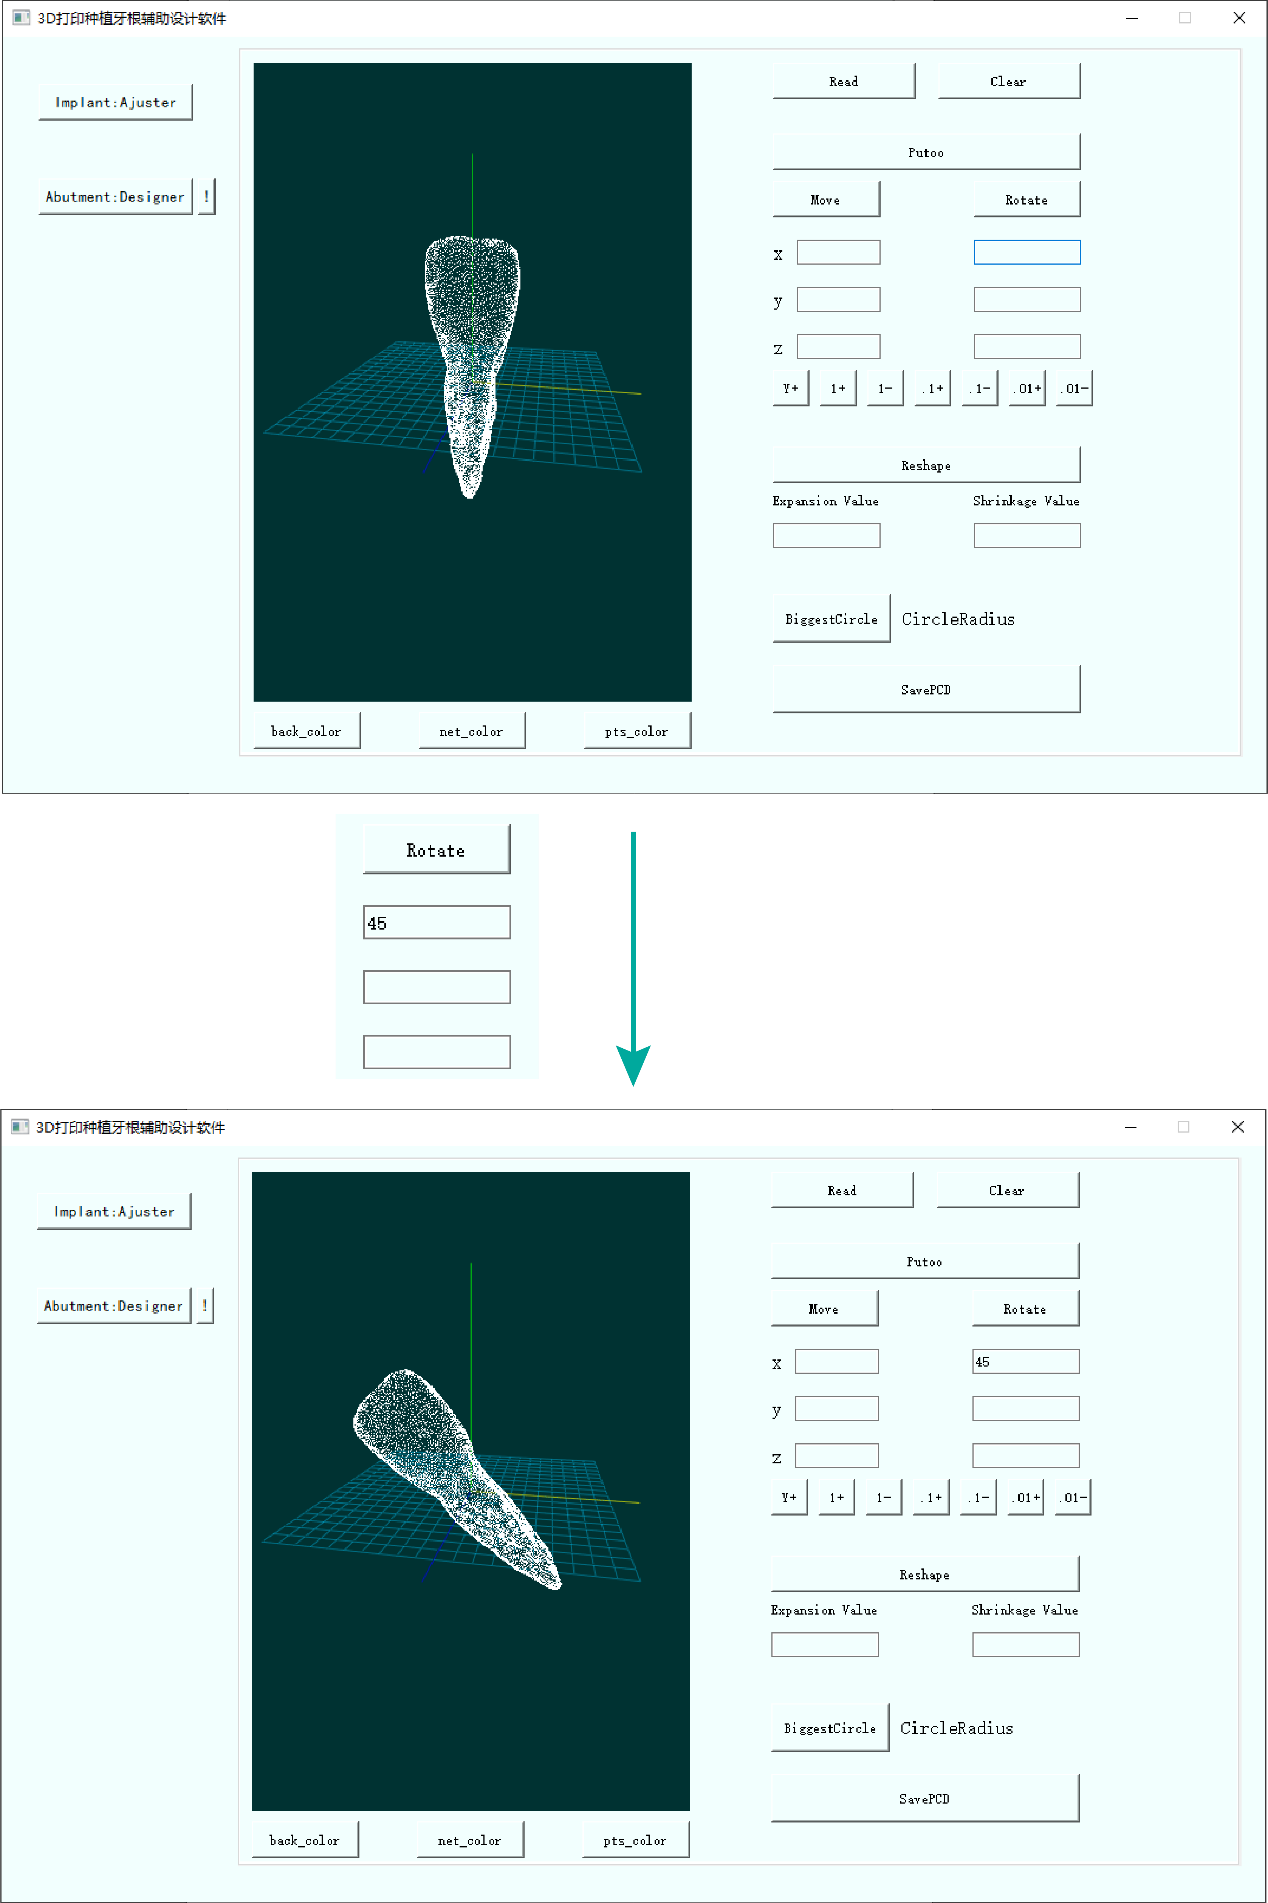 3D打印种植牙根辅助设计软件
Implant:Ajuster
Abutment:Designer !
Read Clear
Putoo
Move Rotate
x
y
z
Y+ 1+ 1- .1+ .1- .01+ .01-
Reshape
Expansion Value Shrinkage Value
BiggestCircle CircleRadius
SavePCD
back_color net_color pts_color
Rotate
45
3D打印种植牙根辅助设计软件
Implant:Ajuster
Abutment:Designer !
Read Clear
Putoo
Move Rotate
x 45
y
z
Y+ 1+ 1- .1+ .1- .01+ .01-
Reshape
Expansion Value Shrinkage Value
BiggestCircle CircleRadius
SavePCD
back_color net_color pts_color